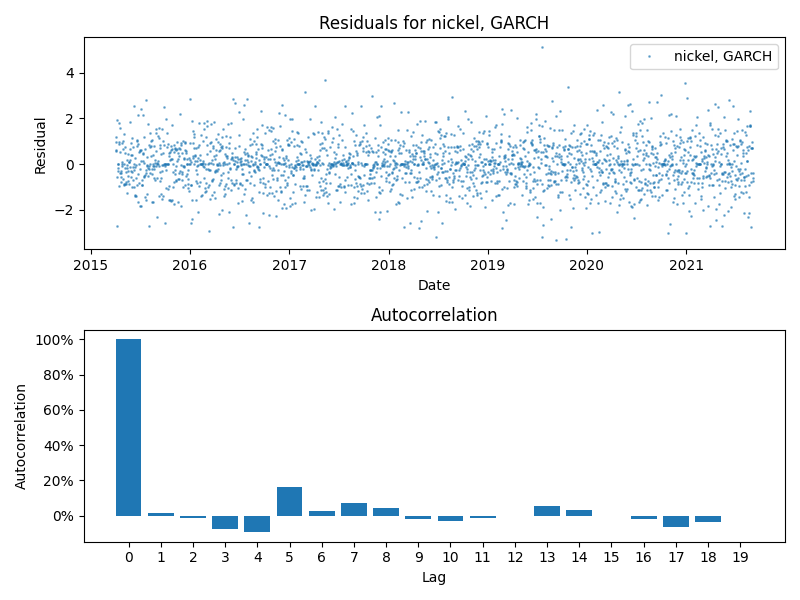 Residuals for nickel, GARCH
nickel, GARCH
4
2
0
−2
Residual
2015 2016 2017 2018 2019 2020 2021
Date
Autocorrelation
100%
80%
60%
40%
20%
0%
Autocorrelation
0 1 2 3 4 5 6 7 8 9 10 11 12 13 14 15 16 17 18 19
Lag